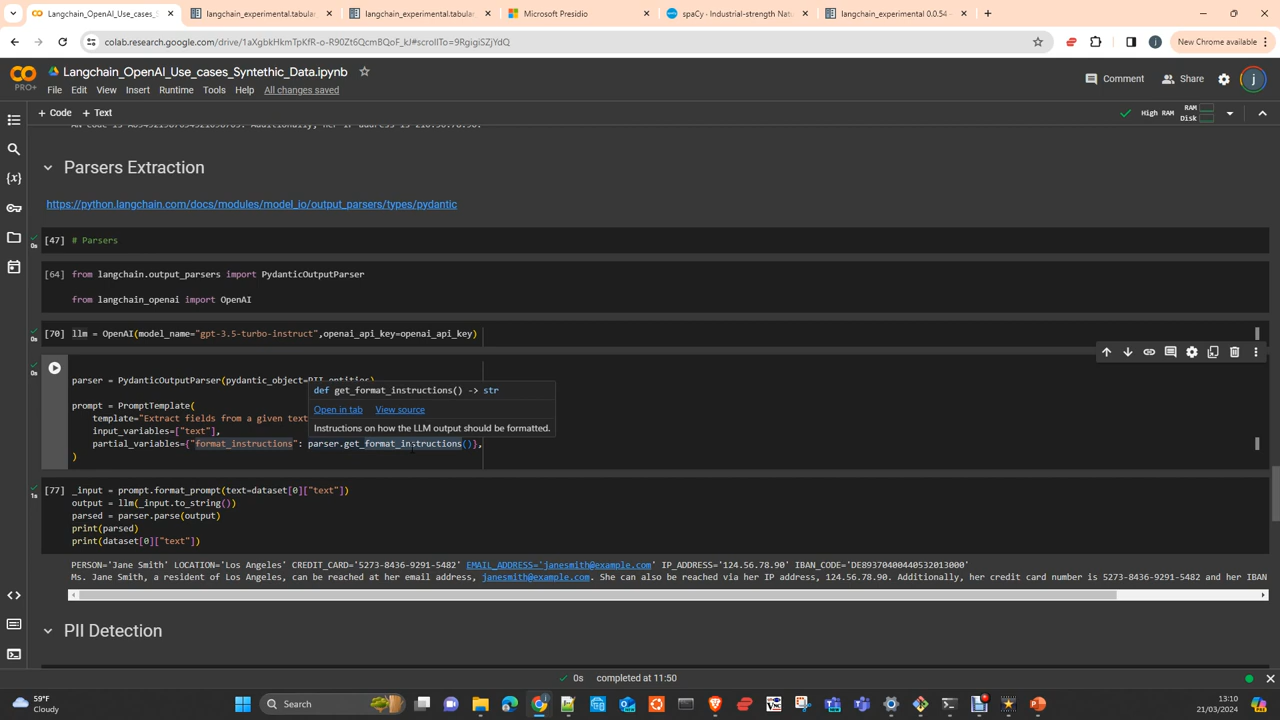 Langchain_OpenAI_Use_cases_S
langchain_experimental.tabular
langchain_experimental.tabular
Microsoft Presidio
spaCy - Industrial-strength Natu
langchain_experimental 0.0.54 -
colab.research.google.com/drive/1aXgbkHkmTpKfR-o-R90Zt6QcmBQoF_kJ#scrollTo=9RgigiSZjYdQ
New Chrome available
Langchain_OpenAI_Use_cases_Syntethic_Data.ipynb
PRO+
File Edit View Insert Runtime Tools Help All changes saved
Comment Share j
+ Code + Text
High RAM RAM Disk
Parsers Extraction
https://python.langchain.com/docs/modules/model_io/output_parsers/types/pydantic
[47] # Parsers
0s
[64] from langchain.output_parsers import PydanticOutputParser
from langchain_openai import OpenAI
[70] llm = OpenAI(model_name="gpt-3.5-turbo-instruct",openai_api_key=openai_api_key)
0s
parser = PydanticOutputParser(pydantic_object=PII_entities)
0s
def get_format_instructions() -> str
prompt = PromptTemplate(
Open in tab View source
template="Extract fields from a given text
Instructions on how the LLM output should be formatted.
input_variables=["text"],
partial_variables={"format_instructions": parser.get_format_instructions()},
)
[77] _input = prompt.format_prompt(text=dataset[0]["text"])
1s
output = llm(_input.to_string())
parsed = parser.parse(output)
print(parsed)
print(dataset[0]["text"])
PERSON='Jane Smith' LOCATION='Los Angeles' CREDIT_CARD='5273-8436-9291-5482' EMAIL_ADDRESS='janesmith@example.com' IP_ADDRESS='124.56.78.90' IBAN_CODE='DE89370400440532013000'
Ms. Jane Smith, a resident of Los Angeles, can be reached at her email address, janesmith@example.com. She can also be reached via her IP address, 124.56.78.90. Additionally, her credit card number is 5273-8436-9291-5482 and her IBAN
PII Detection
0s completed at 11:50
59°F
Cloudy
Search
13:10
21/03/2024